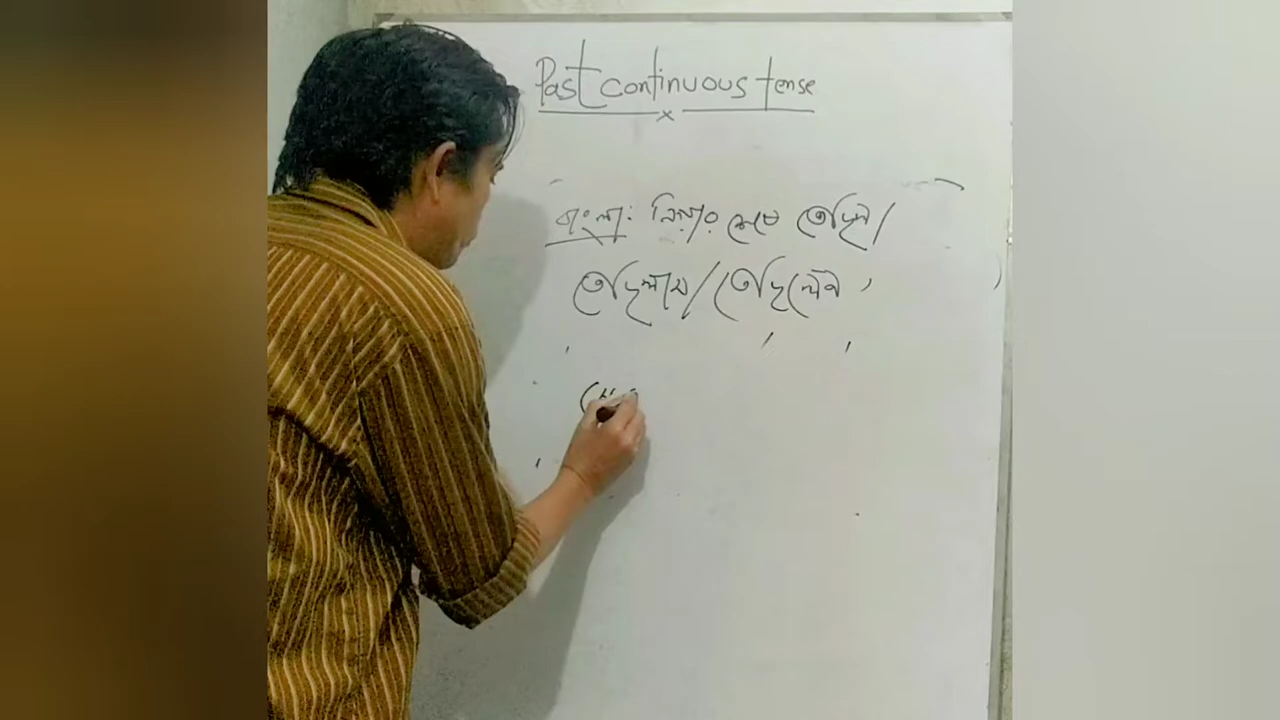 Past continuous tense
বাংলা: ক্রিয়ার শেষে তেছিল/
তেছিলাম/তেছিলেন